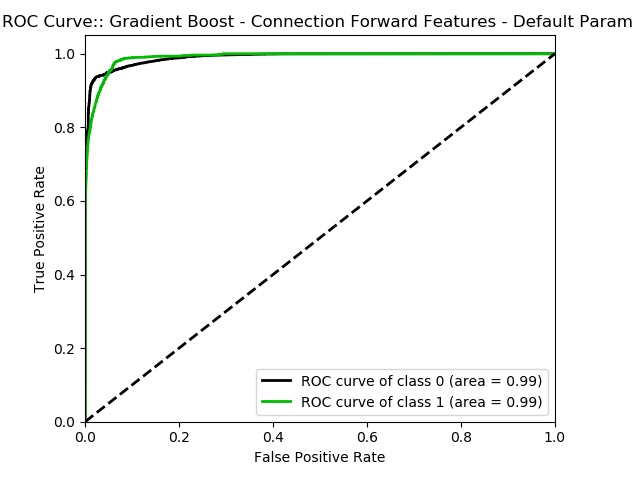 ROC Curve:: Gradient Boost - Connection Forward Features - Default Param
1.0
0.8
0.6
0.4
0.2
0.0
True Positive Rate
ROC curve of class 0 (area = 0.99)
ROC curve of class 1 (area = 0.99)
0.0 0.2 0.4 0.6 0.8 1.0
False Positive Rate